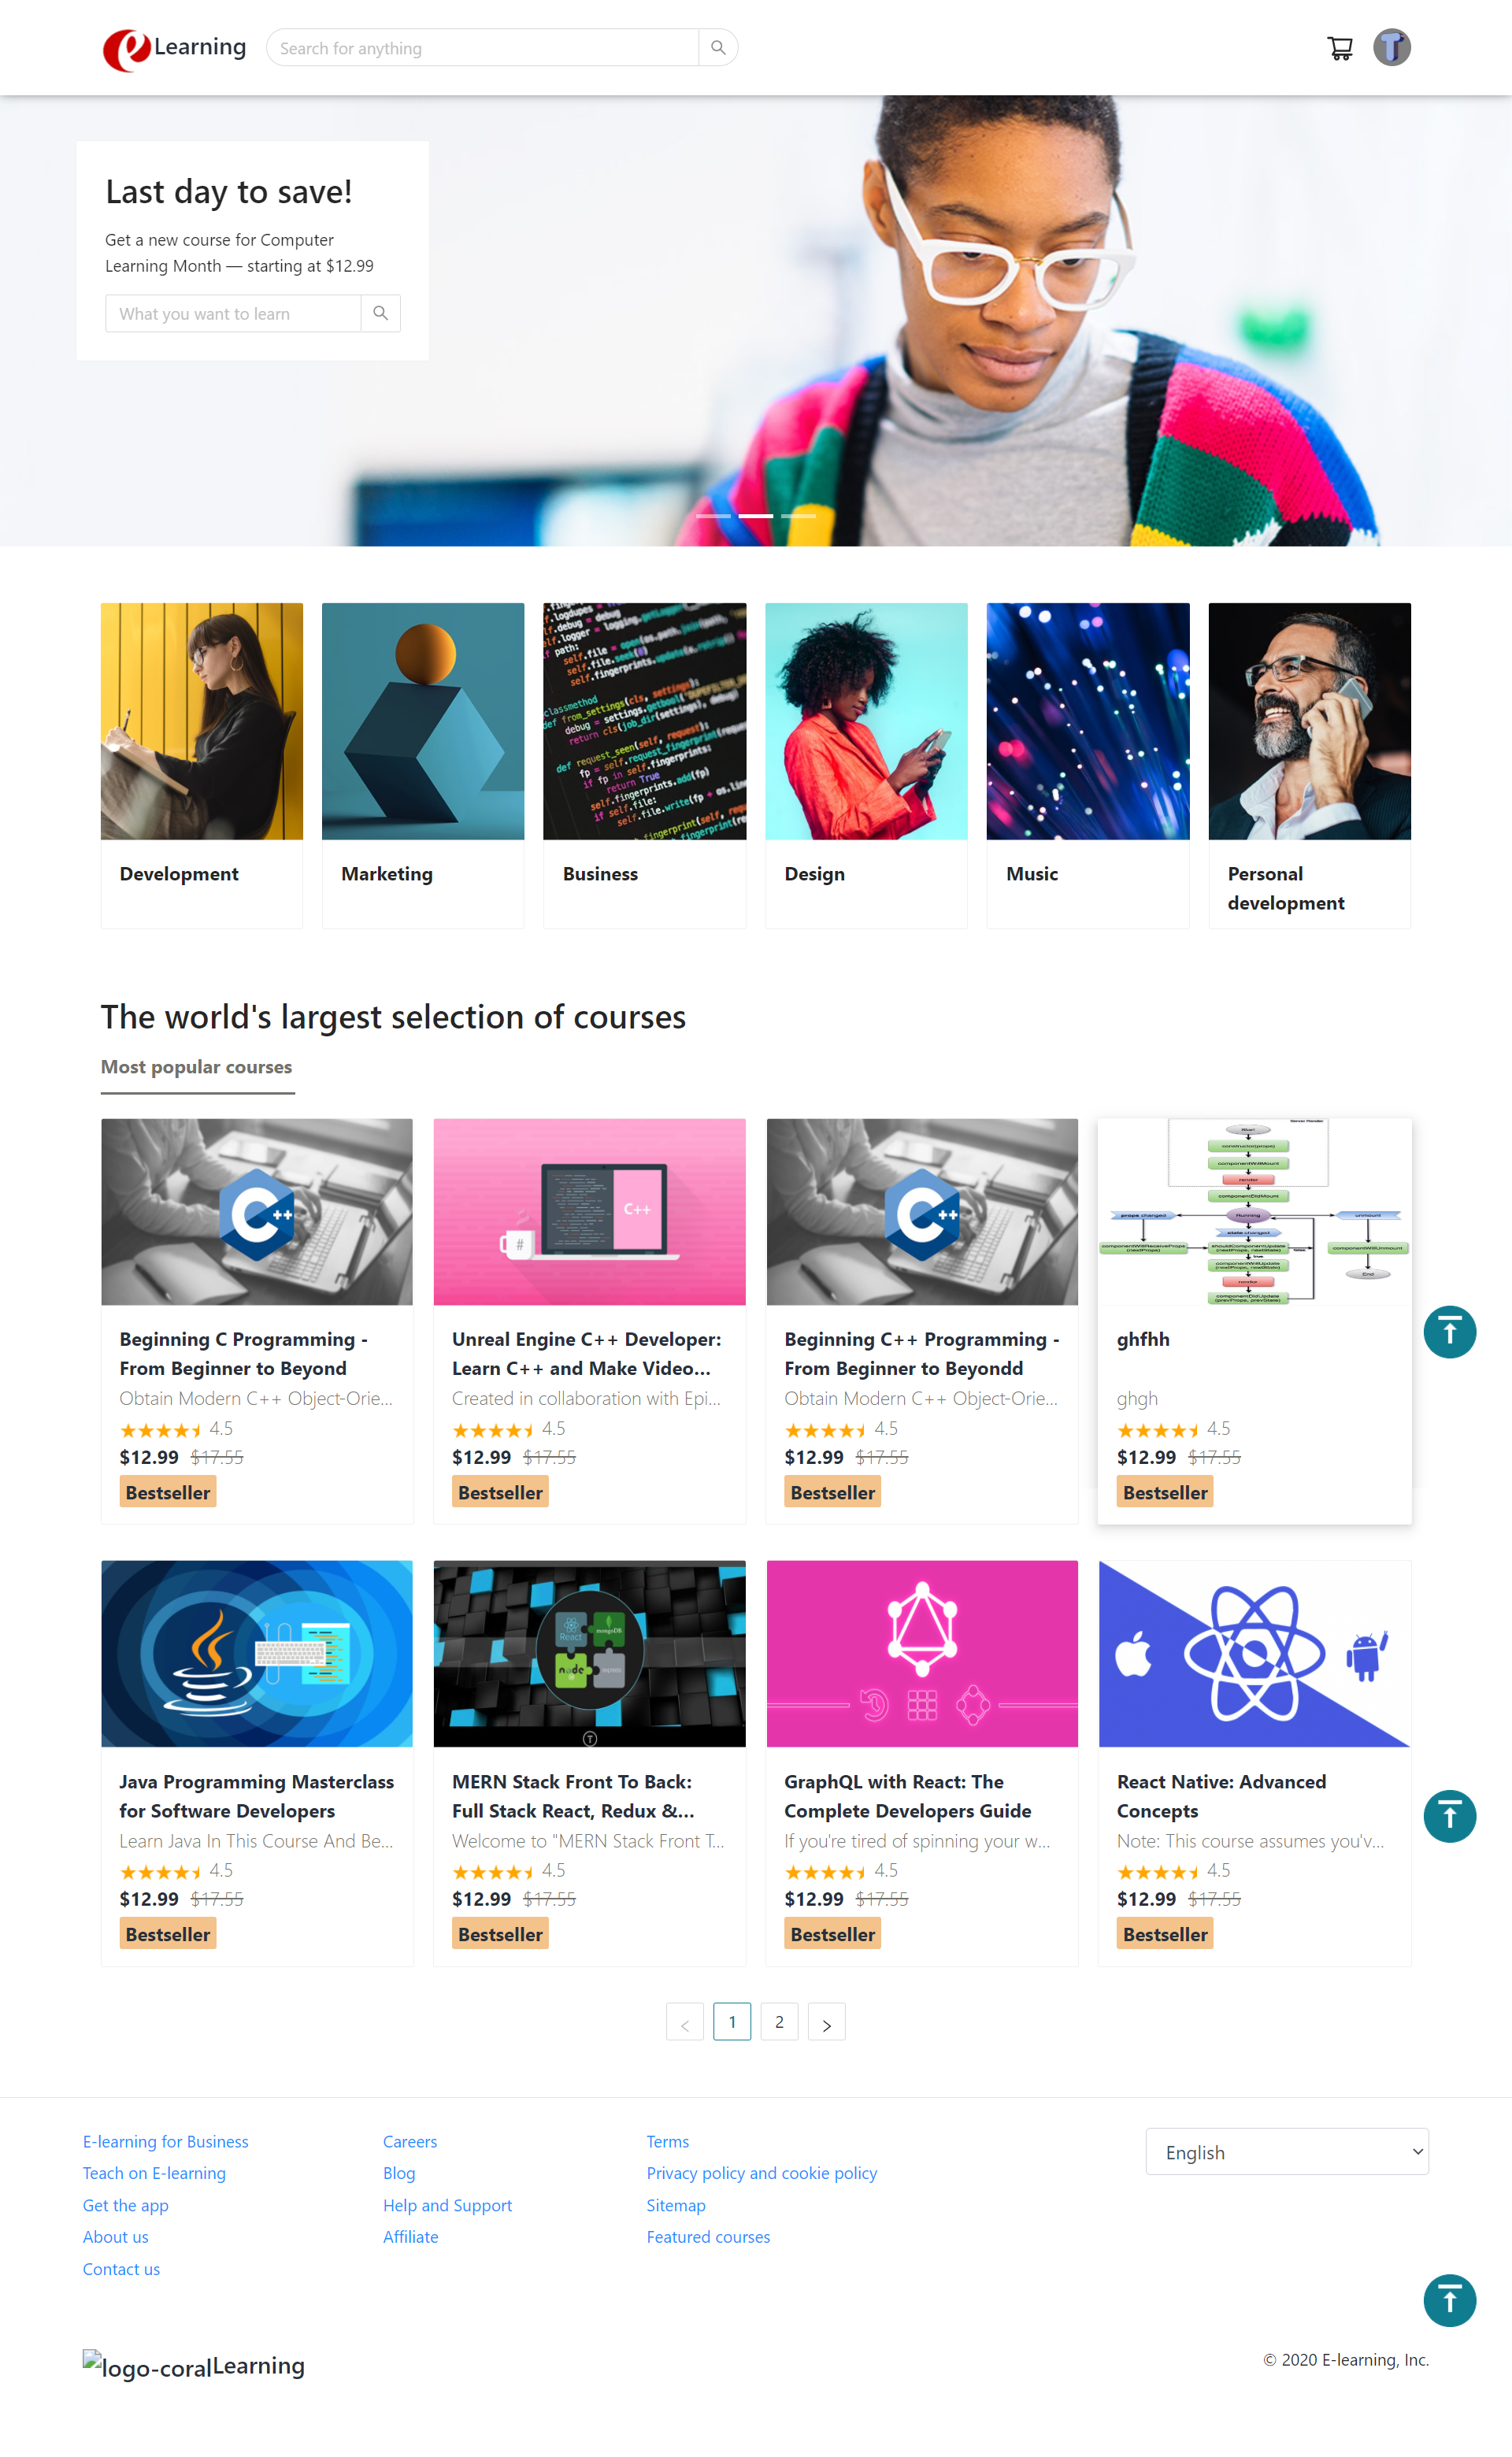 Learning
Search for anything
Last day to save!
Get a new course for Computer
Learning Month — starting at $12.99
What you want to learn
Development
Marketing
Business
Design
Music
Personal
development
The world's largest selection of courses
Most popular courses
C++
#
C++
C++
Beginning C Programming -
From Beginner to Beyond
Obtain Modern C++ Object-Orie...
4.5
$12.99 $17.55
Bestseller
Unreal Engine C++ Developer:
Learn C++ and Make Video...
Created in collaboration with Epi...
4.5
$12.99 $17.55
Bestseller
Beginning C++ Programming -
From Beginner to Beyondd
Obtain Modern C++ Object-Orie...
4.5
$12.99 $17.55
Bestseller
ghfhh
ghgh
4.5
$12.99 $17.55
Bestseller
React
mongoDB
node
Java Programming Masterclass
for Software Developers
Learn Java In This Course And Be...
4.5
$12.99 $17.55
Bestseller
MERN Stack Front To Back:
Full Stack React, Redux &...
Welcome to "MERN Stack Front T...
4.5
$12.99 $17.55
Bestseller
GraphQL with React: The
Complete Developers Guide
If you're tired of spinning your w...
4.5
$12.99 $17.55
Bestseller
React Native: Advanced
Concepts
Note: This course assumes you'v...
4.5
$12.99 $17.55
Bestseller
< 1 2 >
E-learning for Business
Teach on E-learning
Get the app
About us
Contact us
Careers
Blog
Help and Support
Affiliate
Terms
Privacy policy and cookie policy
Sitemap
Featured courses
English
logo-coralLearning
© 2020 E-learning, Inc.